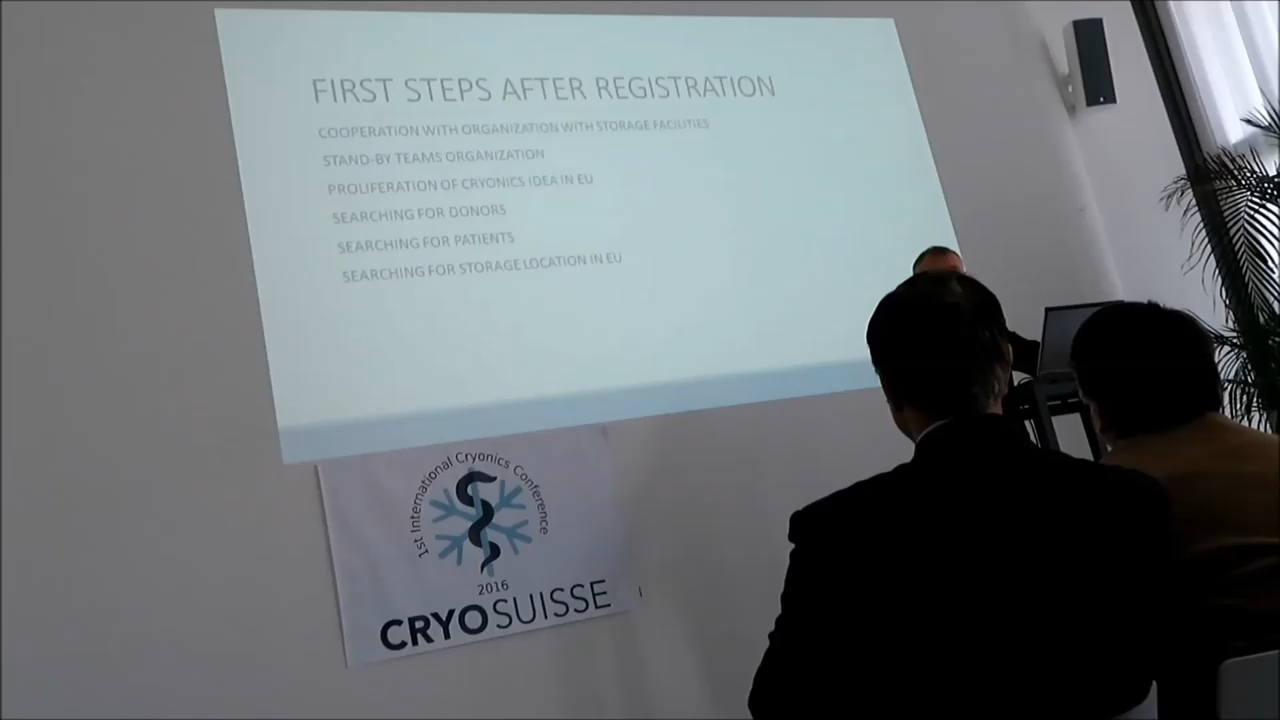 FIRST STEPS AFTER REGISTRATION
COOPERATION WITH ORGANIZATION WITH STORAGE FACILITIES
STAND-BY TEAMS ORGANIZATION
PROLIFERATION OF CRYONICS IDEA IN EU
SEARCHING FOR DONORS
SEARCHING FOR PATIENTS
SEARCHING FOR STORAGE LOCATION IN EU
1st International Cryonics Conference
2016
CRYOSUISSE